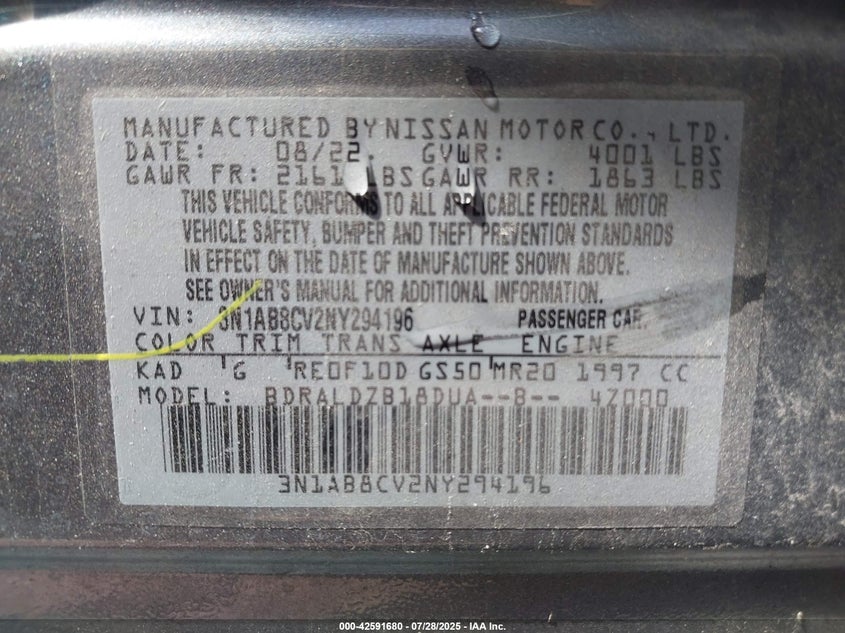 MANUFACTURED BY NISSAN MOTOR CO., LTD.
DATE: 08/22. GVWR: 4001 LBS
GAWR FR: 2161 LBS GAWR RR: 1863 LBS
THIS VEHICLE CONFORMS TO ALL APPLICABLE FEDERAL MOTOR
VEHICLE SAFETY, BUMPER AND THEFT PREVENTION STANDARDS
IN EFFECT ON THE DATE OF MANUFACTURE SHOWN ABOVE.
SEE OWNER'S MANUAL FOR ADDITIONAL INFORMATION.
VIN: 3N1AB8CV2NY294196 PASSENGER CAR.
COLOR TRIM TRANS AXLE ENGINE
KAD G RE0F10D GS50 MR20 1997 CC
MODEL: BDRALDZB18DUA--B-- 47000
3N1AB8CV2NY294196
000-42591680 - 07/28/2025 - IAA Inc.